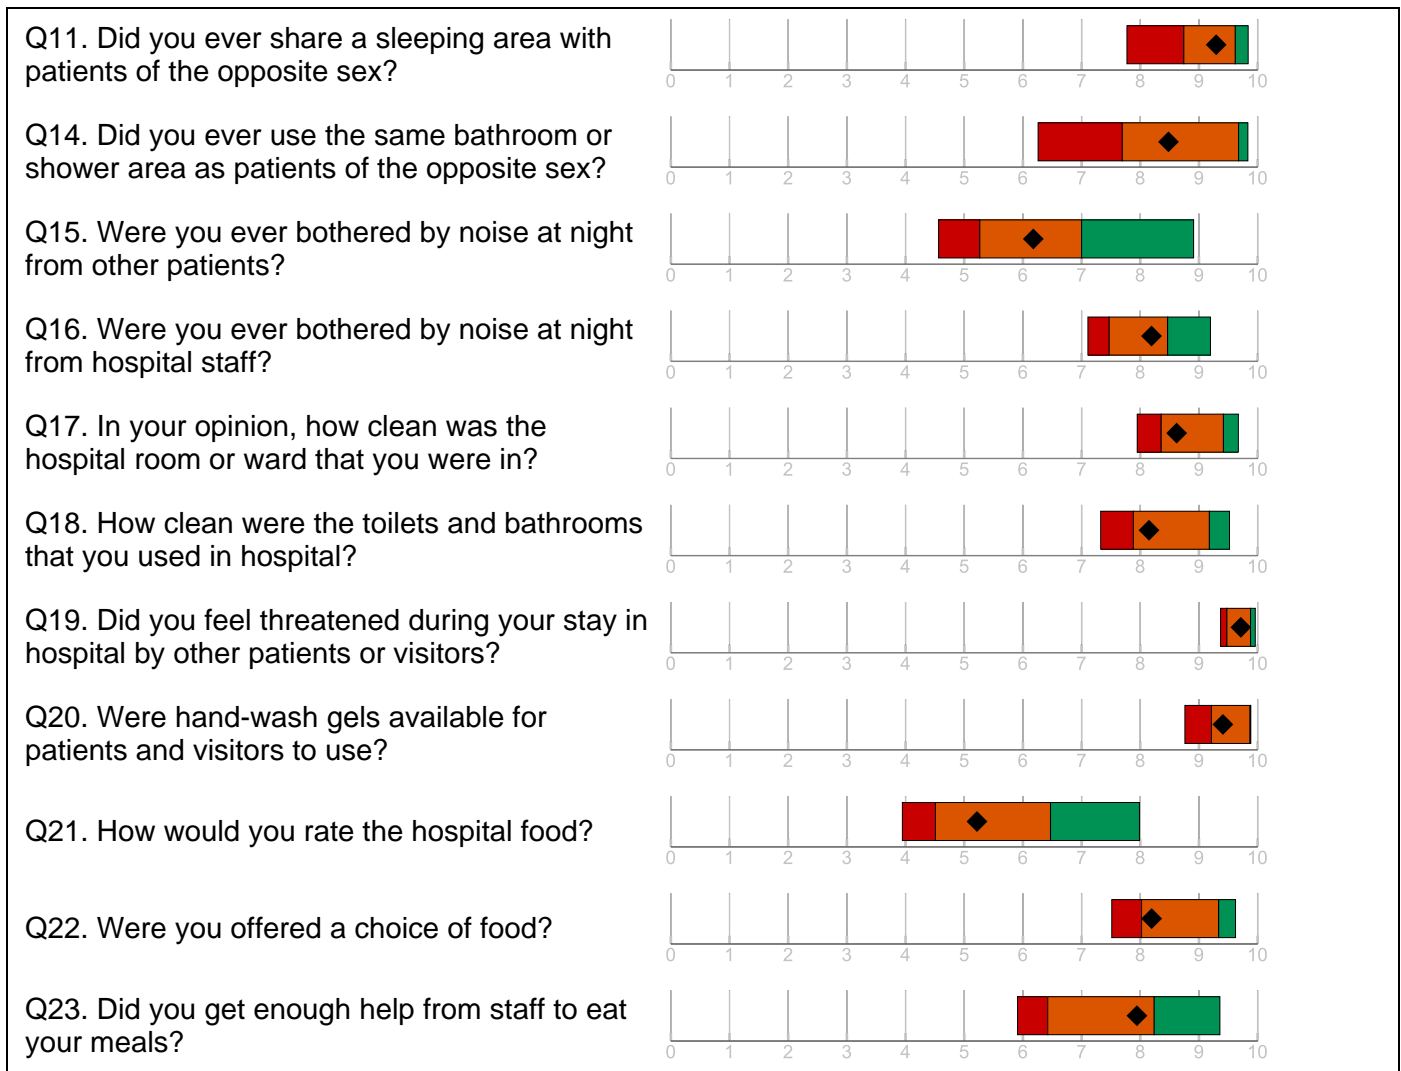 Q11. Did you ever share a sleeping area with
patients of the opposite sex?
0 1 2 3 4 5 6 7 8 9 10
Q14. Did you ever use the same bathroom or
shower area as patients of the opposite sex?
0 1 2 3 4 5 6 7 8 9 10
Q15. Were you ever bothered by noise at night
from other patients?
0 1 2 3 4 5 6 7 8 9 10
Q16. Were you ever bothered by noise at night
from hospital staff?
0 1 2 3 4 5 6 7 8 9 10
Q17. In your opinion, how clean was the
hospital room or ward that you were in?
0 1 2 3 4 5 6 7 8 9 10
Q18. How clean were the toilets and bathrooms
that you used in hospital?
0 1 2 3 4 5 6 7 8 9 10
Q19. Did you feel threatened during your stay in
hospital by other patients or visitors?
0 1 2 3 4 5 6 7 8 9 10
Q20. Were hand-wash gels available for
patients and visitors to use?
0 1 2 3 4 5 6 7 8 9 10
Q21. How would you rate the hospital food?
0 1 2 3 4 5 6 7 8 9 10
Q22. Were you offered a choice of food?
0 1 2 3 4 5 6 7 8 9 10
Q23. Did you get enough help from staff to eat
your meals?
0 1 2 3 4 5 6 7 8 9 10